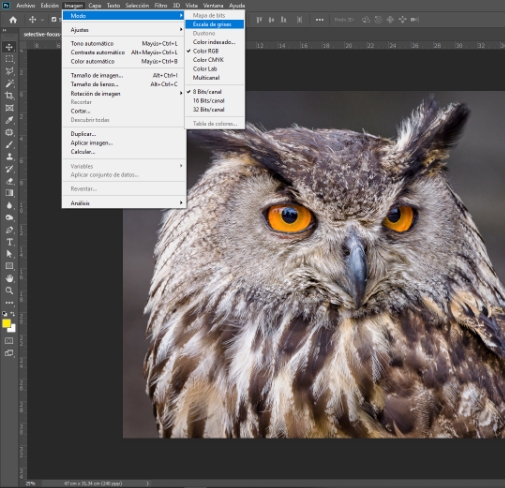 Ps Archivo Edición Imagen Capa Texto Selección Filtro 3D Vista Ventana Ayuda
Modo
Ajustes
Tono automático Mayús+Ctrl+L
Contraste automático Alt+Mayús+Ctrl+L
Color automático Mayús+Ctrl+B
Tamaño de imagen... Alt+Ctrl+I
Tamaño de lienzo... Alt+Ctrl+C
Rotación de imagen
Recortar
Cortar...
Descubrir todas
Duplicar...
Aplicar imagen...
Calcular...
Variables
Aplicar conjunto de datos...
Reventar...
Análisis
Mapa de bits
Escala de grises
Duotono
Color indexado...
Color RGB
Color CMYK
Color Lab
Multicanal
8 Bits/canal
16 Bits/canal
32 Bits/canal
Tabla de colores...
selective-focus